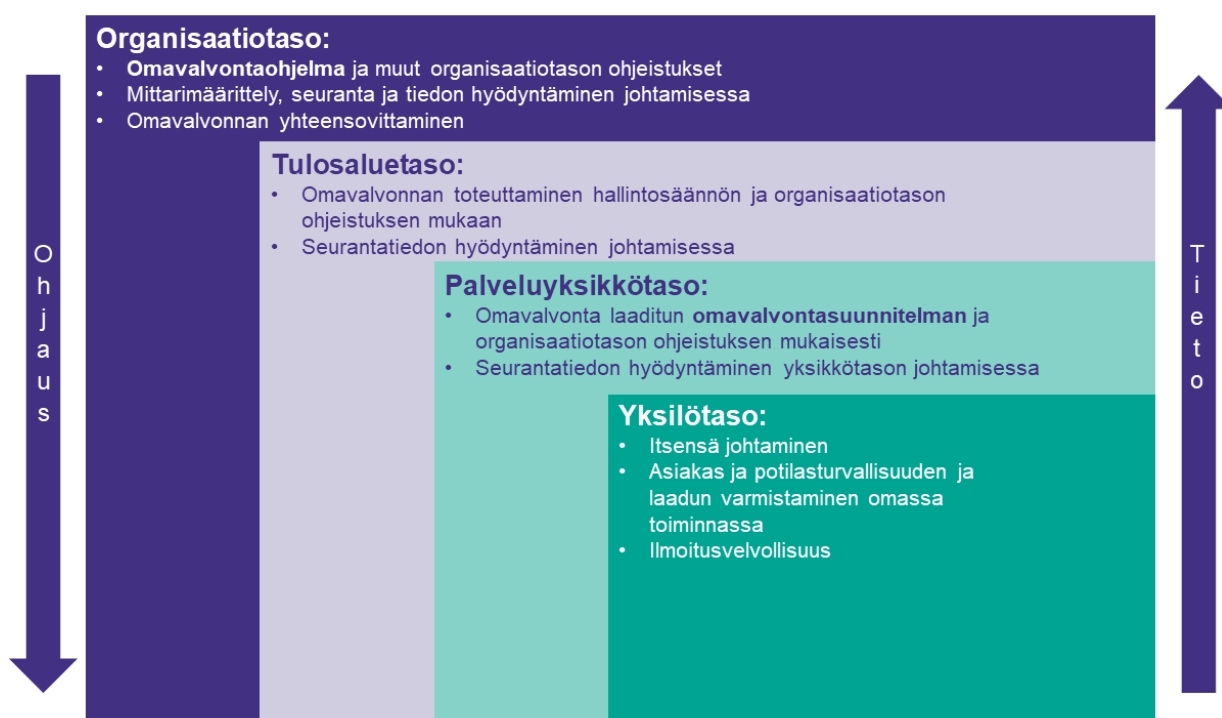 Organisaatiotaso:
• Omavalvontaohjelma ja muut organisaatiotason ohjeistukset
• Mittarimäärittely, seuranta ja tiedon hyödyntäminen johtamisessa
• Omavalvonnan yhteensovittaminen
Tulosaluetaso:
• Omavalvonnan toteuttaminen hallintosäännön ja organisaatiotason
ohjeistuksen mukaan
• Seurantatiedon hyödyntäminen johtamisessa
Palveluyksikkötaso:
• Omavalvonta laaditun omavalvontasuunnitelman ja
organisaatiotason ohjeistuksen mukaisesti
• Seurantatiedon hyödyntäminen yksikkötason johtamisessa
Yksilötaso:
• Itsensä johtaminen
• Asiakas ja potilasturvallisuuden ja
laadun varmistaminen omassa
toiminnassa
• Ilmoitusvelvollisuus
Ohjaus
Tieto